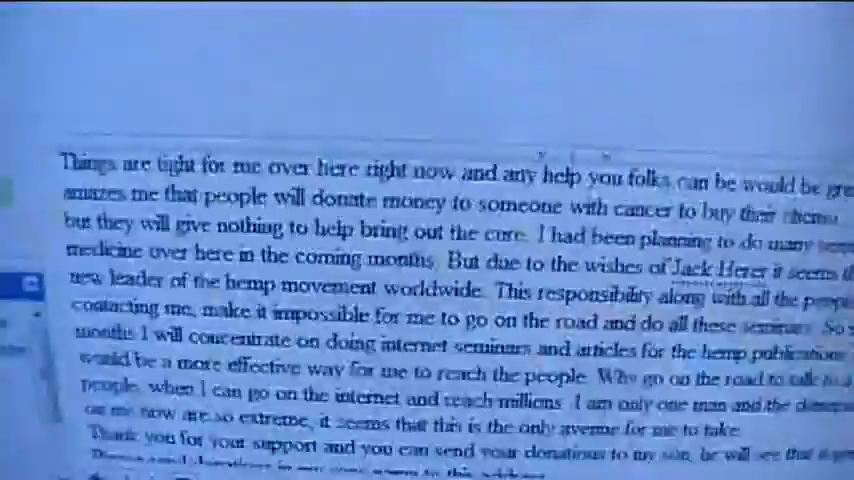 Things are tight for me over here right now and any help you folks can be would be
amazes me that people will donate money to someone with cancer to buy their
but they will give nothing to help bring out the cure. I had been planning to do many
medicine over here in the coming months. But due to the wishes of Jack Herer it seems
new leader of the hemp movement worldwide. This responsibility along with all the
contacting me, make it impossible for me to go on the road and do all these seminars. So
months I will concentrate on doing internet seminars and articles for the hemp publications
would be a more effective way for me to reach the people. Why go on the road to talk to a
people, when I can go on the internet and reach millions. I am only one man and the
on me now are so extreme, it seems that this is the only avenue for me to take.
Thank you for your support and you can send your donations to my son, he will see that